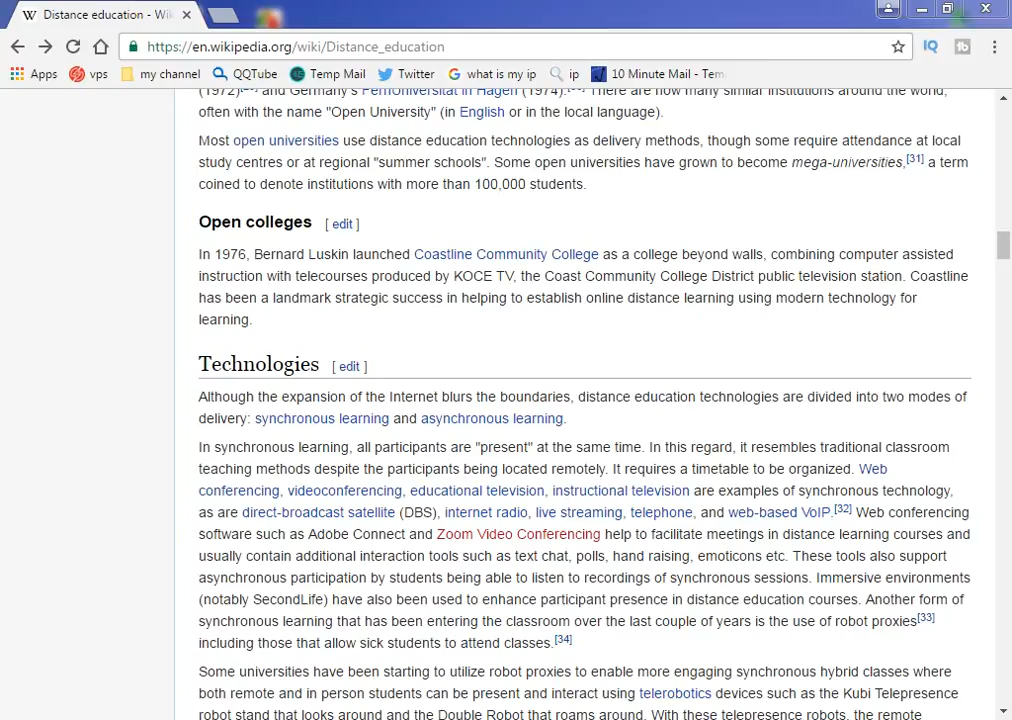 Distance education - Wik
https://en.wikipedia.org/wiki/Distance_education
Apps vps my channel QQTube Temp Mail Twitter what is my ip ip 10 Minute Mail - Tem
(1972) and Germany's FernUniversität in Hagen (1974). There are now many similar institutions around the world,
often with the name "Open University" (in English or in the local language).
Most open universities use distance education technologies as delivery methods, though some require attendance at local
study centres or at regional "summer schools". Some open universities have grown to become mega-universities,[31] a term
coined to denote institutions with more than 100,000 students.
Open colleges [ edit ]
In 1976, Bernard Luskin launched Coastline Community College as a college beyond walls, combining computer assisted
instruction with telecourses produced by KOCE TV, the Coast Community College District public television station. Coastline
has been a landmark strategic success in helping to establish online distance learning using modern technology for
learning.
Technologies [ edit ]
Although the expansion of the Internet blurs the boundaries, distance education technologies are divided into two modes of
delivery: synchronous learning and asynchronous learning.
In synchronous learning, all participants are "present" at the same time. In this regard, it resembles traditional classroom
teaching methods despite the participants being located remotely. It requires a timetable to be organized. Web
conferencing, videoconferencing, educational television, instructional television are examples of synchronous technology,
as are direct-broadcast satellite (DBS), internet radio, live streaming, telephone, and web-based VoIP.[32] Web conferencing
software such as Adobe Connect and Zoom Video Conferencing help to facilitate meetings in distance learning courses and
usually contain additional interaction tools such as text chat, polls, hand raising, emoticons etc. These tools also support
asynchronous participation by students being able to listen to recordings of synchronous sessions. Immersive environments
(notably SecondLife) have also been used to enhance participant presence in distance education courses. Another form of
synchronous learning that has been entering the classroom over the last couple of years is the use of robot proxies[33]
including those that allow sick students to attend classes.[34]
Some universities have been starting to utilize robot proxies to enable more engaging synchronous hybrid classes where
both remote and in person students can be present and interact using telerobotics devices such as the Kubi Telepresence
robot stand that looks around and the Double Robot that roams around. With these telepresence robots, the remote